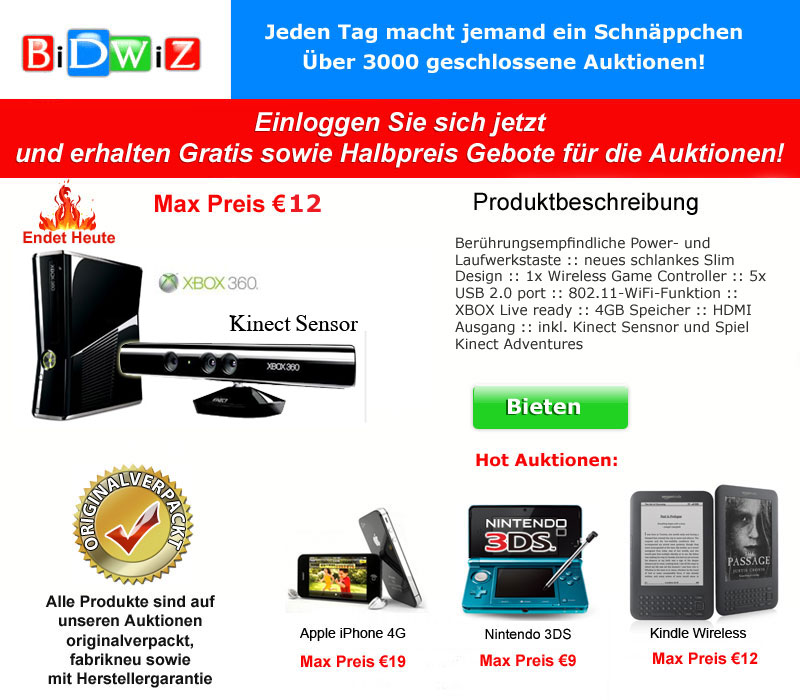 BiDWiZ
Jeden Tag macht jemand ein Schnäppchen
Über 3000 geschlossene Auktionen!
Einloggen Sie sich jetzt
und erhalten Gratis sowie Halbpreis Gebote für die Auktionen!
Endet Heute
Max Preis €12
XBOX 360.
Kinect Sensor
XBOX 360
KINECT
Produktbeschreibung
Berührungsempfindliche Power- und
Laufwerkstaste :: neues schlankes Slim
Design :: 1x Wireless Game Controller :: 5x
USB 2.0 port :: 802.11-WiFi-Funktion ::
XBOX Live ready :: 4GB Speicher :: HDMI
Ausgang :: inkl. Kinect Sensnor und Spiel
Kinect Adventures
Bieten
Hot Auktionen:
ORIGINALVERPACKT
Alle Produkte sind auf
unseren Auktionen
originalverpackt,
fabrikneu sowie
mit Herstellergarantie
Apple iPhone 4G
Max Preis €19
NINTENDO
3DS
Nintendo 3DS
Max Preis €9
THE
PASSAGE
JUSTIN CRONIN
Kindle Wireless
Max Preis €12